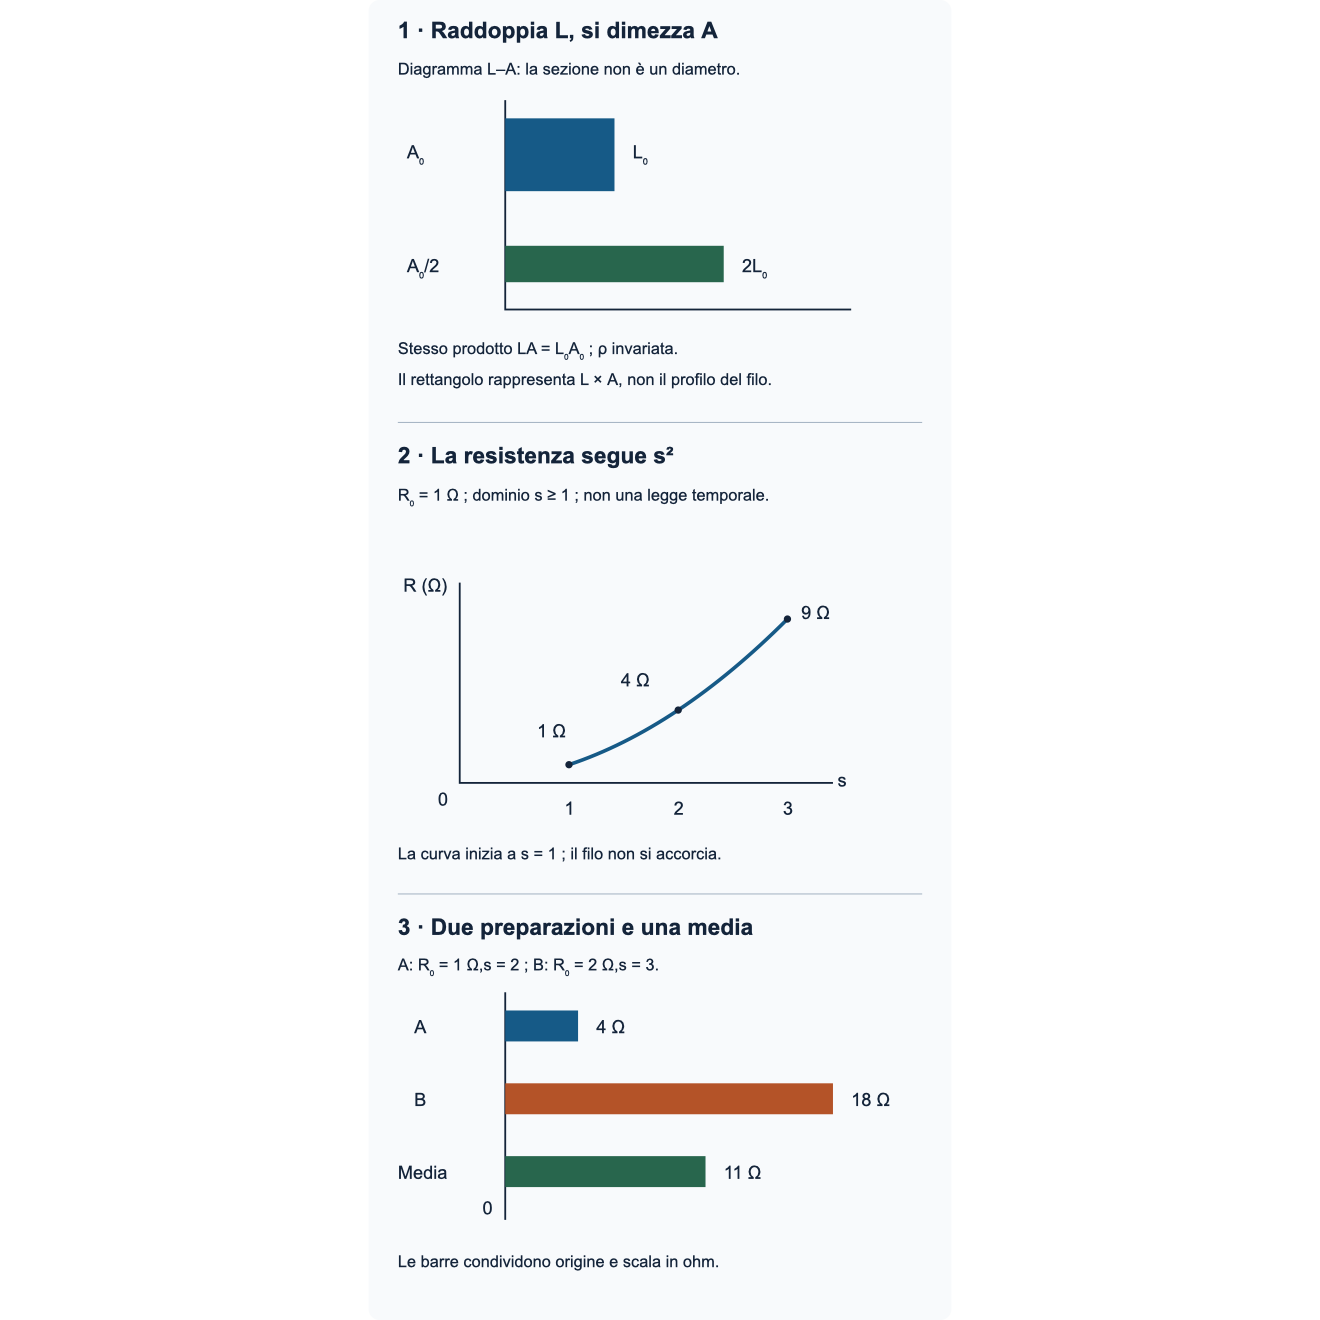 1 · Raddoppia L, si dimezza A
Diagramma L–A: la sezione non è un diametro.
A₀
L₀
A₀/2
2L₀
Stesso prodotto LA = L₀A₀ ; ρ invariata.
Il rettangolo rappresenta L × A, non il profilo del filo.
2 · La resistenza segue s²
R₀ = 1 Ω ; dominio s ≥ 1 ; non una legge temporale.
R (Ω)
9 Ω
4 Ω
1 Ω
s
0
1
2
3
La curva inizia a s = 1 ; il filo non si accorcia.
3 · Due preparazioni e una media
A: R₀ = 1 Ω,s = 2 ; B: R₀ = 2 Ω,s = 3.
A
4 Ω
B
18 Ω
Media
11 Ω
0
Le barre condividono origine e scala in ohm.